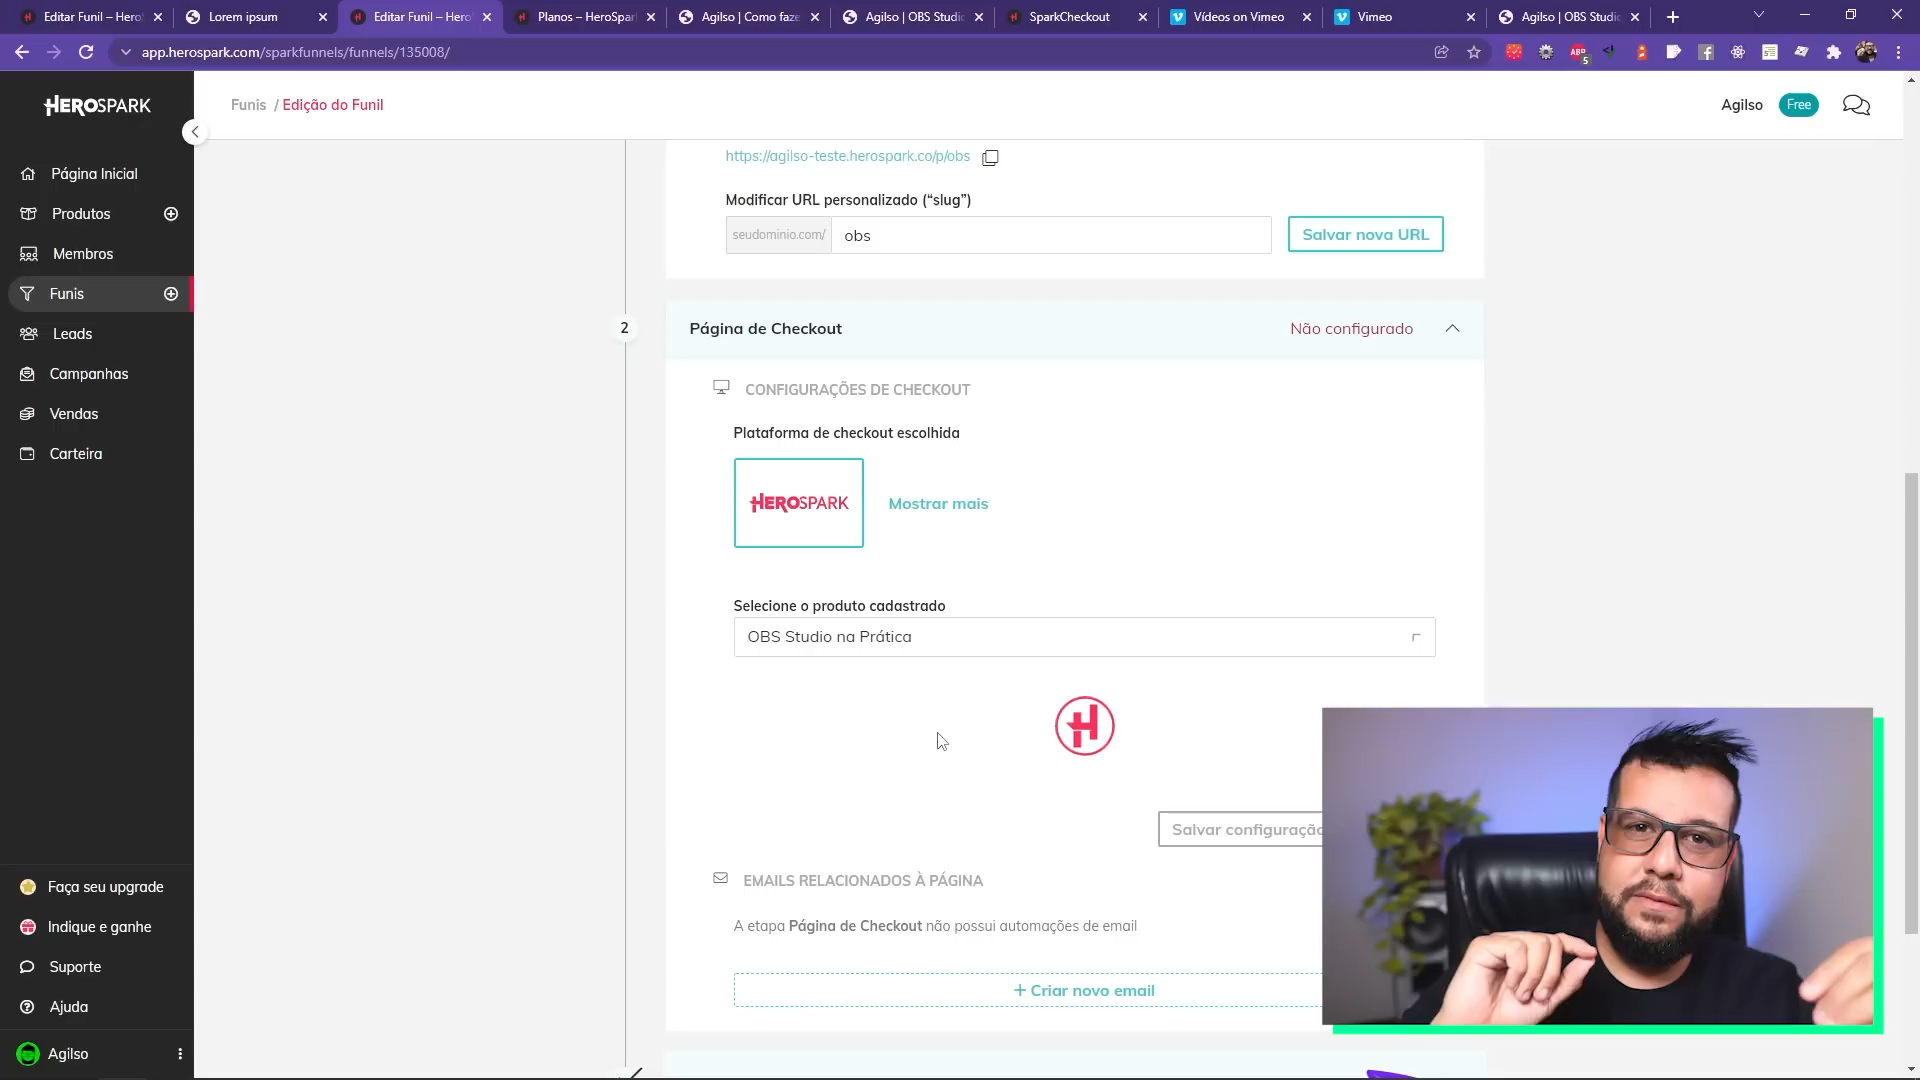 Editar Funil – Hero
Lorem ipsum
Editar Funil – Hero
Planos – HeroSpar
Agilso | Como faze
Agilso | OBS Studi
SparkCheckout
Vídeos on Vimeo
Vimeo
Agilso | OBS Studi
app.herospark.com/sparkfunnels/funnels/135008/
ABP
5
HEROSPARK
Funis / Edição do Funil
Agilso
Free
Página Inicial
Produtos
Membros
Funis
Leads
Campanhas
Vendas
Carteira
Faça seu upgrade
Indique e ganhe
Suporte
Ajuda
Agilso
https://agilso-teste.herospark.co/p/obs
Modificar URL personalizado (“slug”)
seudominio.com/
obs
Salvar nova URL
2
Página de Checkout
Não configurado
CONFIGURAÇÕES DE CHECKOUT
Plataforma de checkout escolhida
HEROSPARK
Mostrar mais
Selecione o produto cadastrado
OBS Studio na Prática
H
Salvar configuraçã
EMAILS RELACIONADOS À PÁGINA
A etapa Página de Checkout não possui automações de email
+ Criar novo email